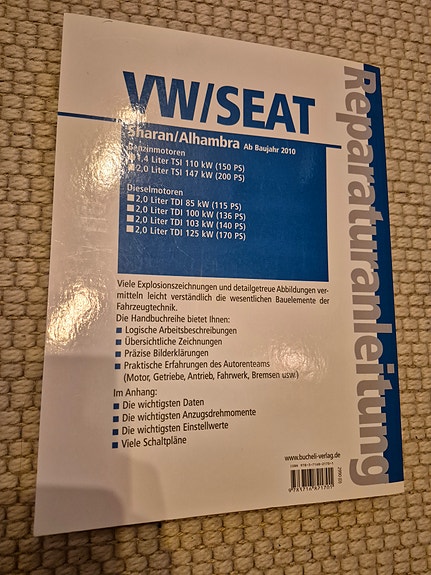 VW/SEAT
Sharan/Alhambra Ab Baujahr 2010
Benzinmotoren
1,4 Liter TSI 110 kW (150 PS)
2,0 Liter TSI 147 kW (200 PS)
Dieselmotoren
2,0 Liter TDI 85 kW (115 PS)
2,0 Liter TDI 100 kW (136 PS)
2,0 Liter TDI 103 kW (140 PS)
2,0 Liter TDI 125 kW (170 PS)
Viele Explosionszeichnungen und detailgetreue Abbildungen ver-
mitteln leicht verständlich die wesentlichen Bauelemente der
Fahrzeugtechnik.
Die Handbuchreihe bietet Ihnen:
Logische Arbeitsbeschreibungen
Übersichtliche Zeichnungen
Präzise Bilderklärungen
Praktische Erfahrungen des Autorenteams
(Motor, Getriebe, Antrieb, Fahrwerk, Bremsen usw.)
Im Anhang:
Die wichtigsten Daten
Die wichtigsten Anzugsdrehmomente
Die wichtigsten Einstellwerte
Viele Schaltpläne
www.bucheli-verlag.de
Reparaturanleitung